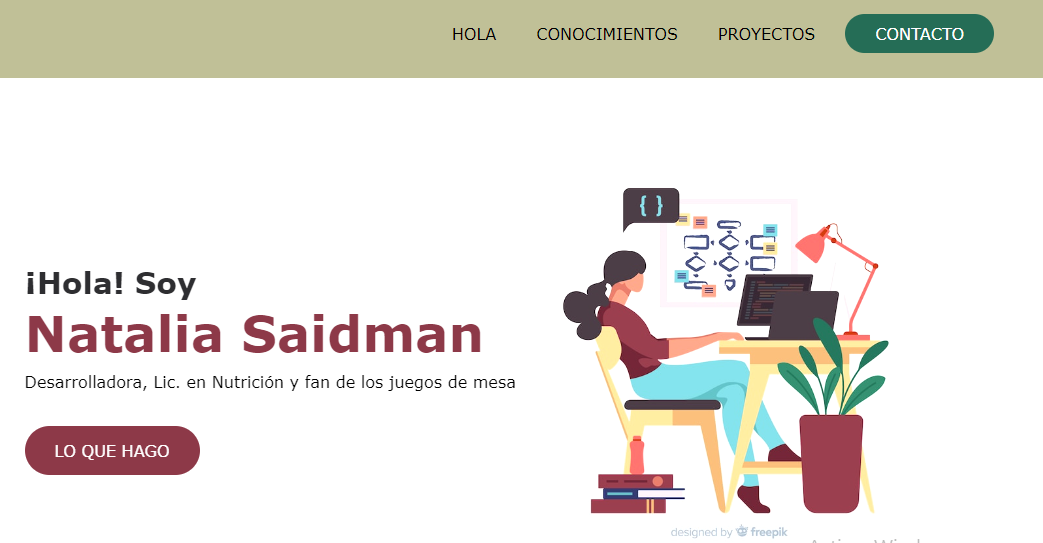 HOLA CONOCIMIENTOS PROYECTOS CONTACTO
{ }
¡Hola! Soy
Natalia Saidman
Desarrolladora, Lic. en Nutrición y fan de los juegos de mesa
LO QUE HAGO
designed by freepik